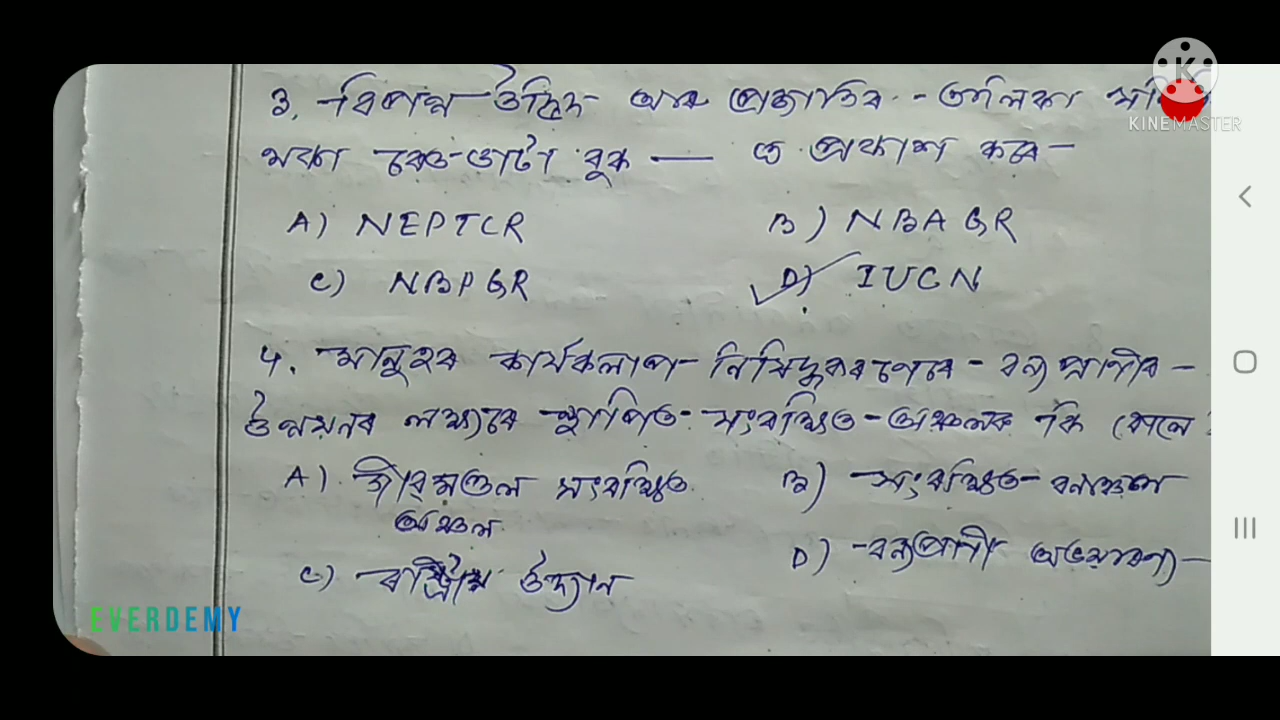 3. বিপন্ন উদ্ভিদ আৰু প্ৰজাতিৰ তালিকা
থকা ৰেড ডাটা বুক — ত প্ৰকাশ কৰে
A) NEPTCR B) NBAGR
C) NBPGR D) IUCN
4. মানুহৰ কাৰ্যকলাপ নিষিদ্ধকৰণেৰে বন্য প্ৰাণীৰ
উন্নয়নৰ লক্ষ্যৰে স্থাপিত সংৰক্ষিত অঞ্চলক কি বোলে
A) জীৱমণ্ডল সংৰক্ষিত B) সংৰক্ষিত বনাঞ্চল
অঞ্চল
C) ৰাষ্ট্ৰীয় উদ্যান D) বন্যপ্ৰাণী অভয়াৰণ্য
KINEMASTER
EVERDEMY